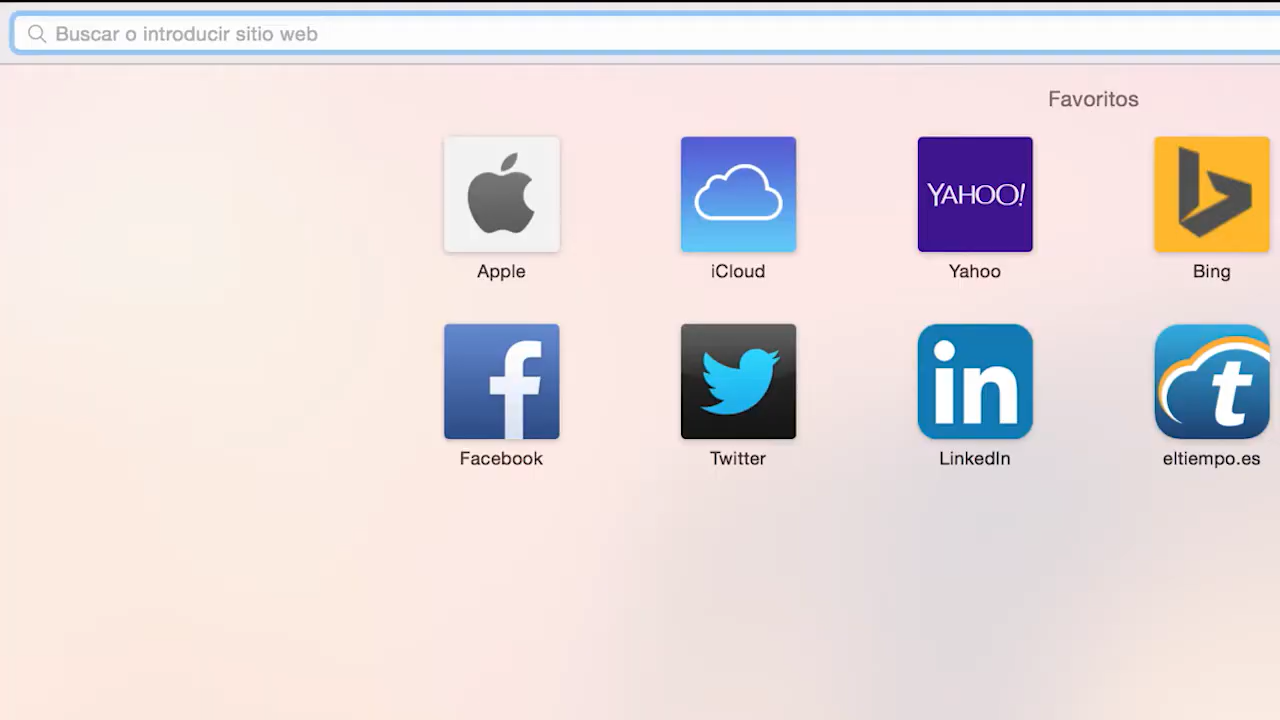 Buscar o introducir sitio web
Favoritos
YAHOO!
Apple
iCloud
Yahoo
Bing
f
in
t
Facebook
Twitter
LinkedIn
eltiempo.es